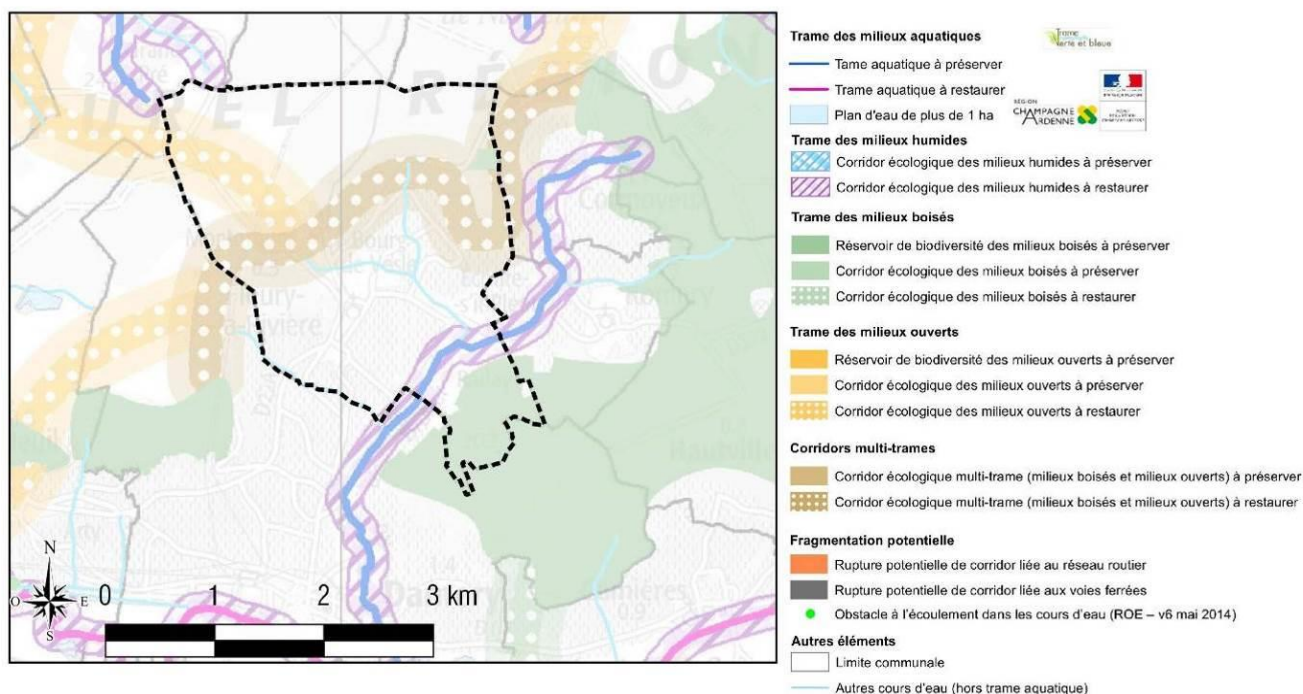 N
O
E
S
0 1 2 3 km
Trame des milieux aquatiques
Trame
verte et bleue
Tame aquatique à préserver
Trame aquatique à restaurer
RÉGION
CHAMPAGNE
ARDENNE
Plan d'eau de plus de 1 ha
Trame des milieux humides
Corridor écologique des milieux humides à préserver
Corridor écologique des milieux humides à restaurer
Trame des milieux boisés
Réservoir de biodiversité des milieux boisés à préserver
Corridor écologique des milieux boisés à préserver
Corridor écologique des milieux boisés à restaurer
Trame des milieux ouverts
Réservoir de biodiversité des milieux ouverts à préserver
Corridor écologique des milieux ouverts à préserver
Corridor écologique des milieux ouverts à restaurer
Corridors multi-trames
Corridor écologique multi-trame (milieux boisés et milieux ouverts) à préserver
Corridor écologique multi-trame (milieux boisés et milieux ouverts) à restaurer
Fragmentation potentielle
Rupture potentielle de corridor liée au réseau routier
Rupture potentielle de corridor liée aux voies ferrées
Obstacle à l'écoulement dans les cours d'eau (ROE – v6 mai 2014)
Autres éléments
Limite communale
Autres cours d'eau (hors trame aquatique)